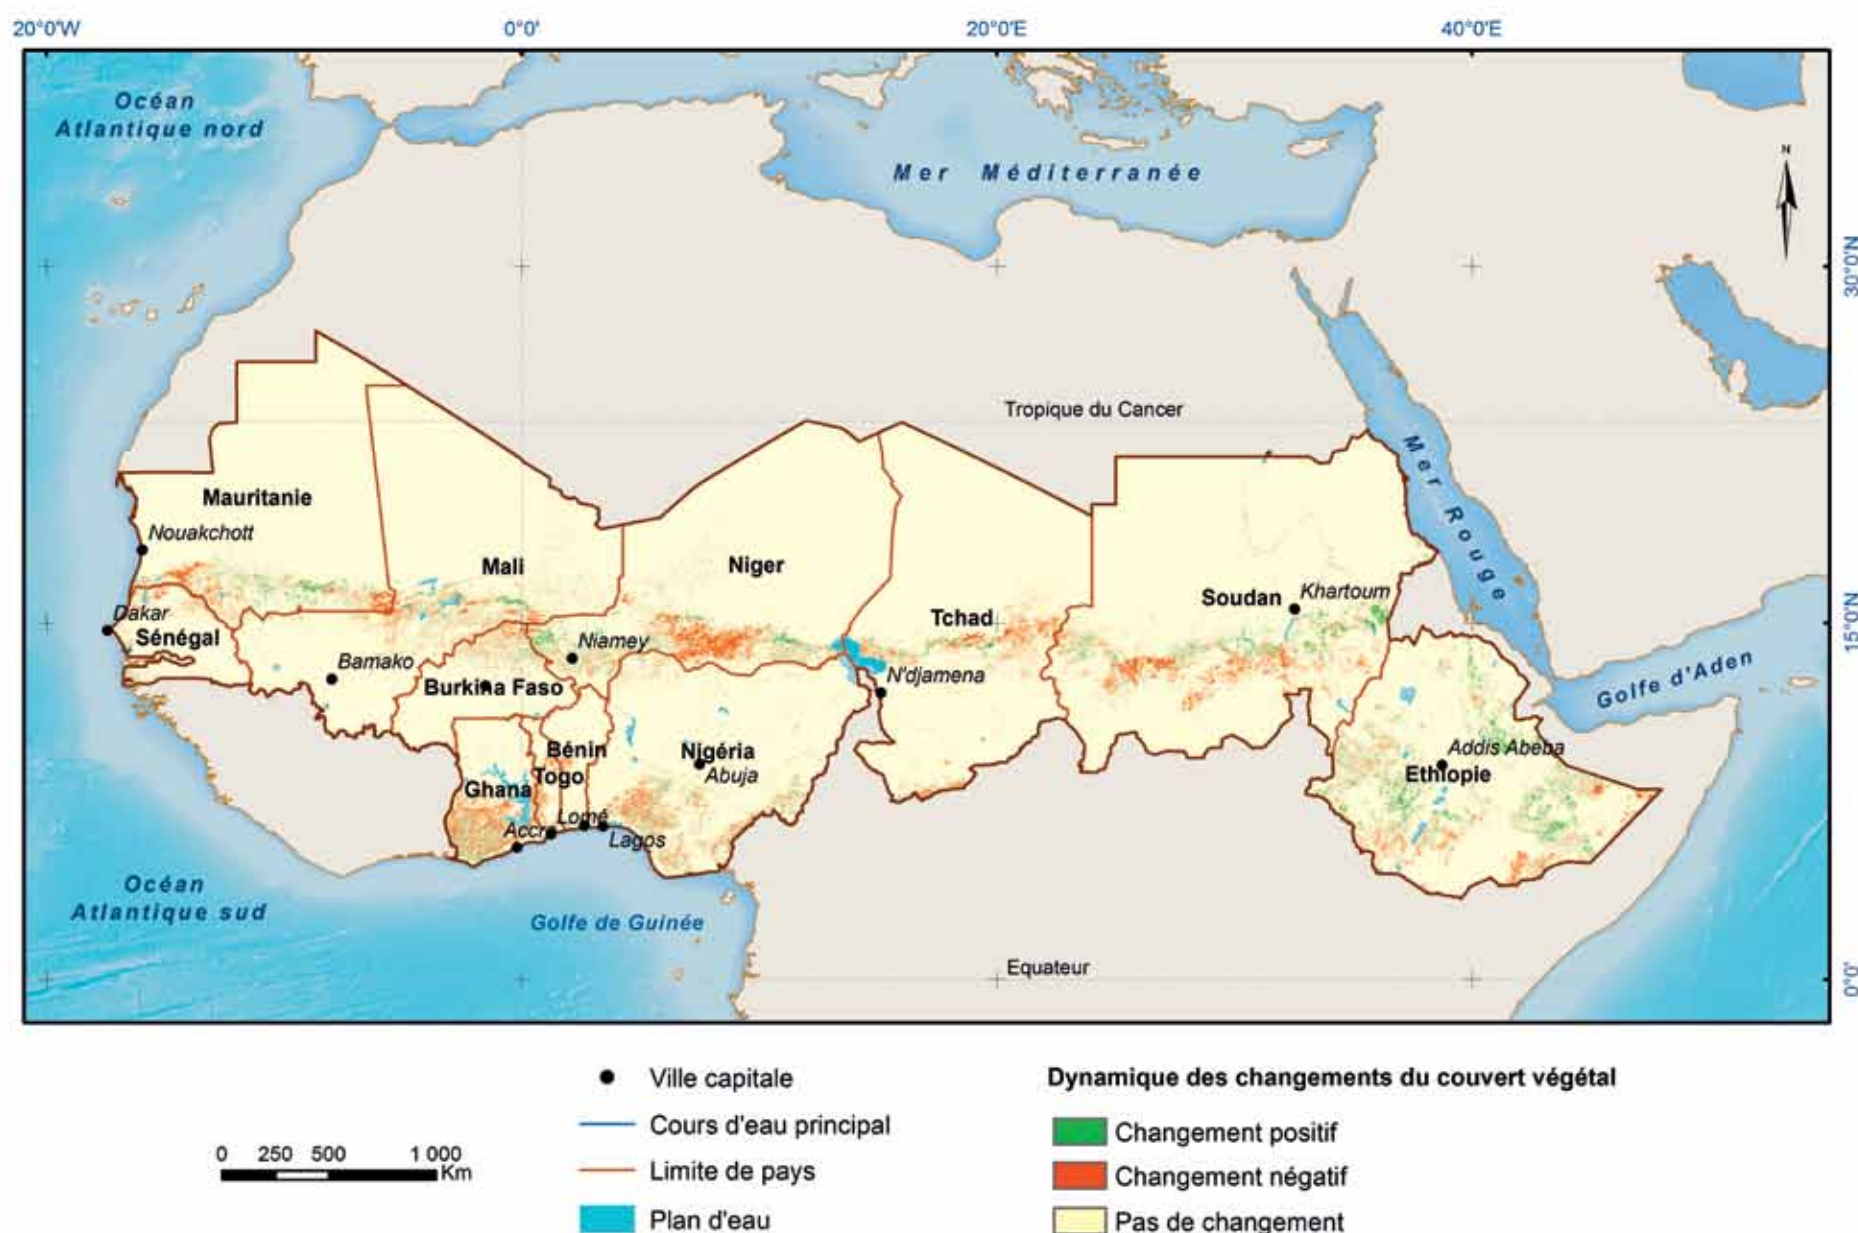 20°0'W 0°0' 20°0'E 40°0'E
Océan
Atlantique nord
Mer Méditerranée
N
30°0'N
Tropique du Cancer
Mer Rouge
Mauritanie
Nouakchott
Mali
Niger
Tchad
Soudan
Khartoum
15°0'N
Dakar
Sénégal
Bamako
Niamey
Burkina Faso
N'djamena
Golfe d'Aden
Bénin
Nigéria
Abuja
Togo
Ghana
Addis Abeba
Ethiopie
Lomé
Accr
Lagos
Océan
Atlantique sud
Golfe de Guinée
Equateur
0°0'
Ville capitale
Cours d'eau principal
Limite de pays
Plan d'eau
0 250 500 1 000
Km
Dynamique des changements du couvert végétal
Changement positif
Changement négatif
Pas de changement